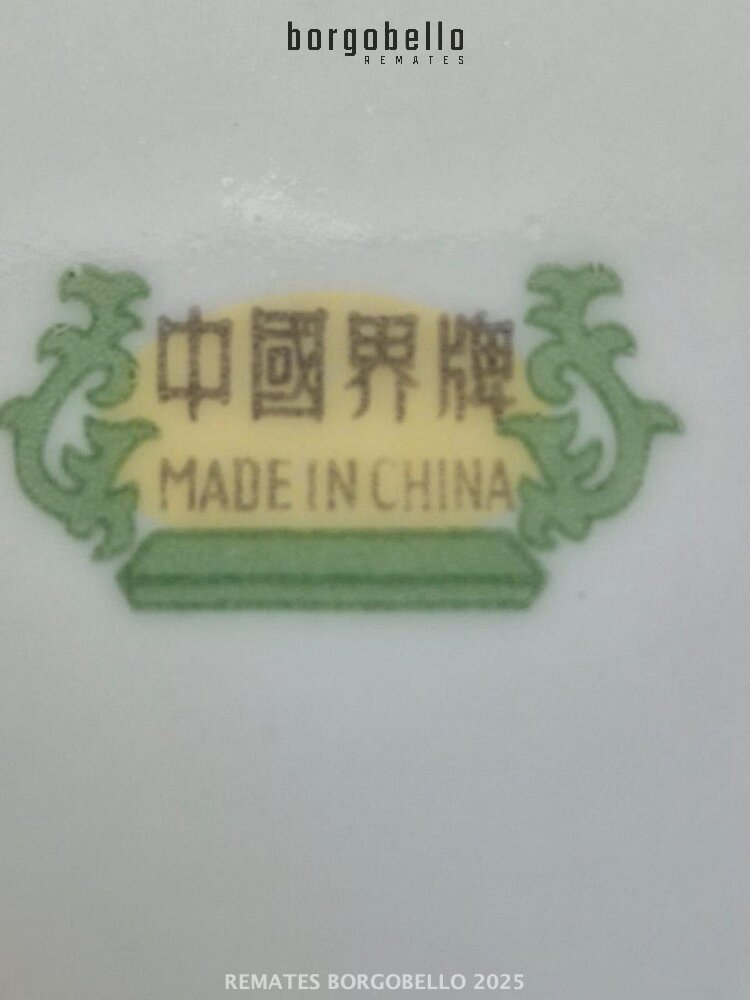 borgobello
REMATES
中國界牌
MADE IN CHINA
REMATES BORGOBELLO 2025